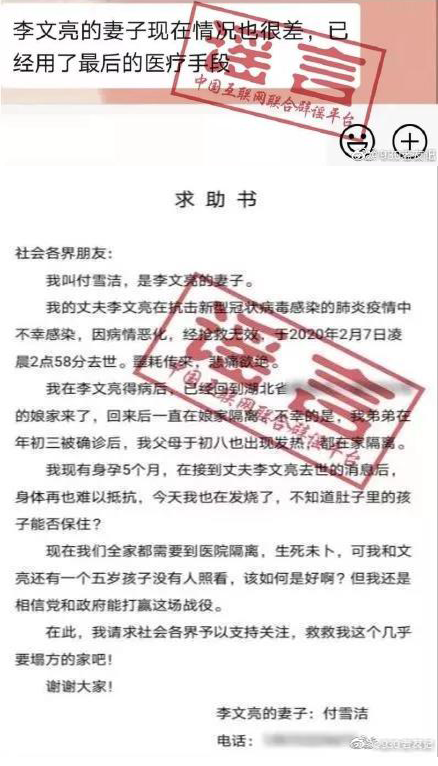 李文亮的妻子现在情况也很差，已
经用了最后的医疗手段
谣言
中国互联网联合辟谣平台
求助书
社会各界朋友：
我叫付雪洁，是李文亮的妻子。
我的丈夫李文亮在抗击新型冠状病毒感染的肺炎疫情中
不幸感染，因病情恶化，经抢救无效，于2020年2月7日凌
晨2点58分去世。噩耗传来，悲痛欲绝。
我在李文亮得病后，已经回到湖北省
的娘家来了，回来后一直在娘家隔离，不幸的是，我弟弟在
年初三被确诊后，我父母于初八也出现发热，都在家隔离。
我现有身孕5个月，在接到丈夫李文亮去世的消息后，
身体再也难以抵抗，今天我也在发烧了，不知道肚子里的孩
子能否保住？
现在我们全家都需要到医院隔离，生死未卜，可我和文
亮还有一个五岁孩子没有人照看，该如何是好啊？但我还是
相信党和政府能打赢这场战役。
在此，我请求社会各界予以支持关注，救救我这个几乎
要塌方的家吧！
谢谢大家！
李文亮的妻子：付雪洁
电话：
谣言
中国互联网联合辟谣平台